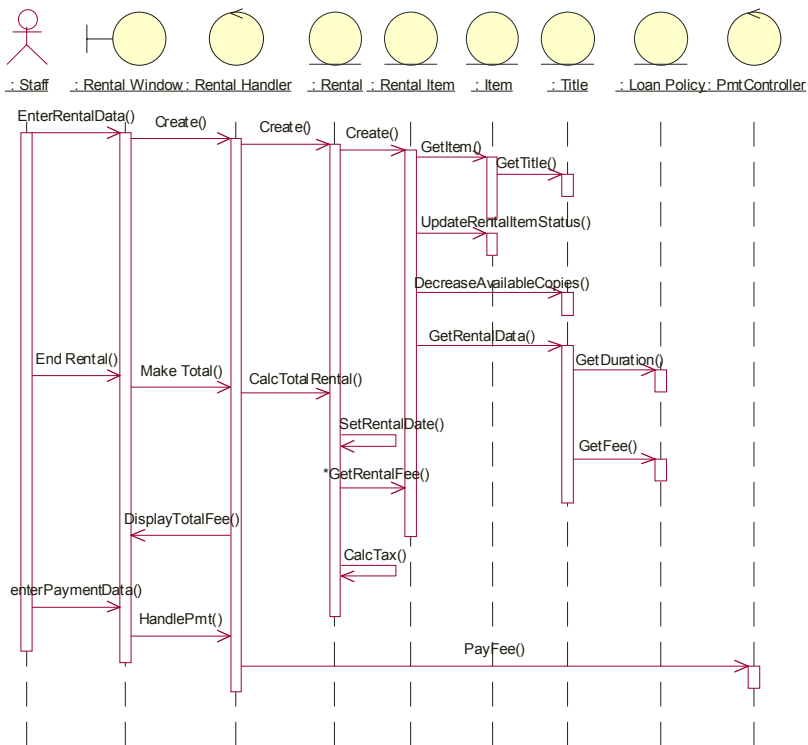 : Staff : Rental Window : Rental Handler : Rental : Rental Item : Item : Title : Loan Policy : PmtController
EnterRentalData()
Create()
Create()
Create()
GetItem()
GetTitle()
UpdateRentalItemStatus()
DecreaseAvailableCopies()
GetRentalData()
End Rental()
Make Total()
CalcTotalRental()
GetDuration()
SetRentalDate()
GetFee()
*GetRentalFee()
DisplayTotalFee()
CalcTax()
enterPaymentData()
HandlePmt()
PayFee()